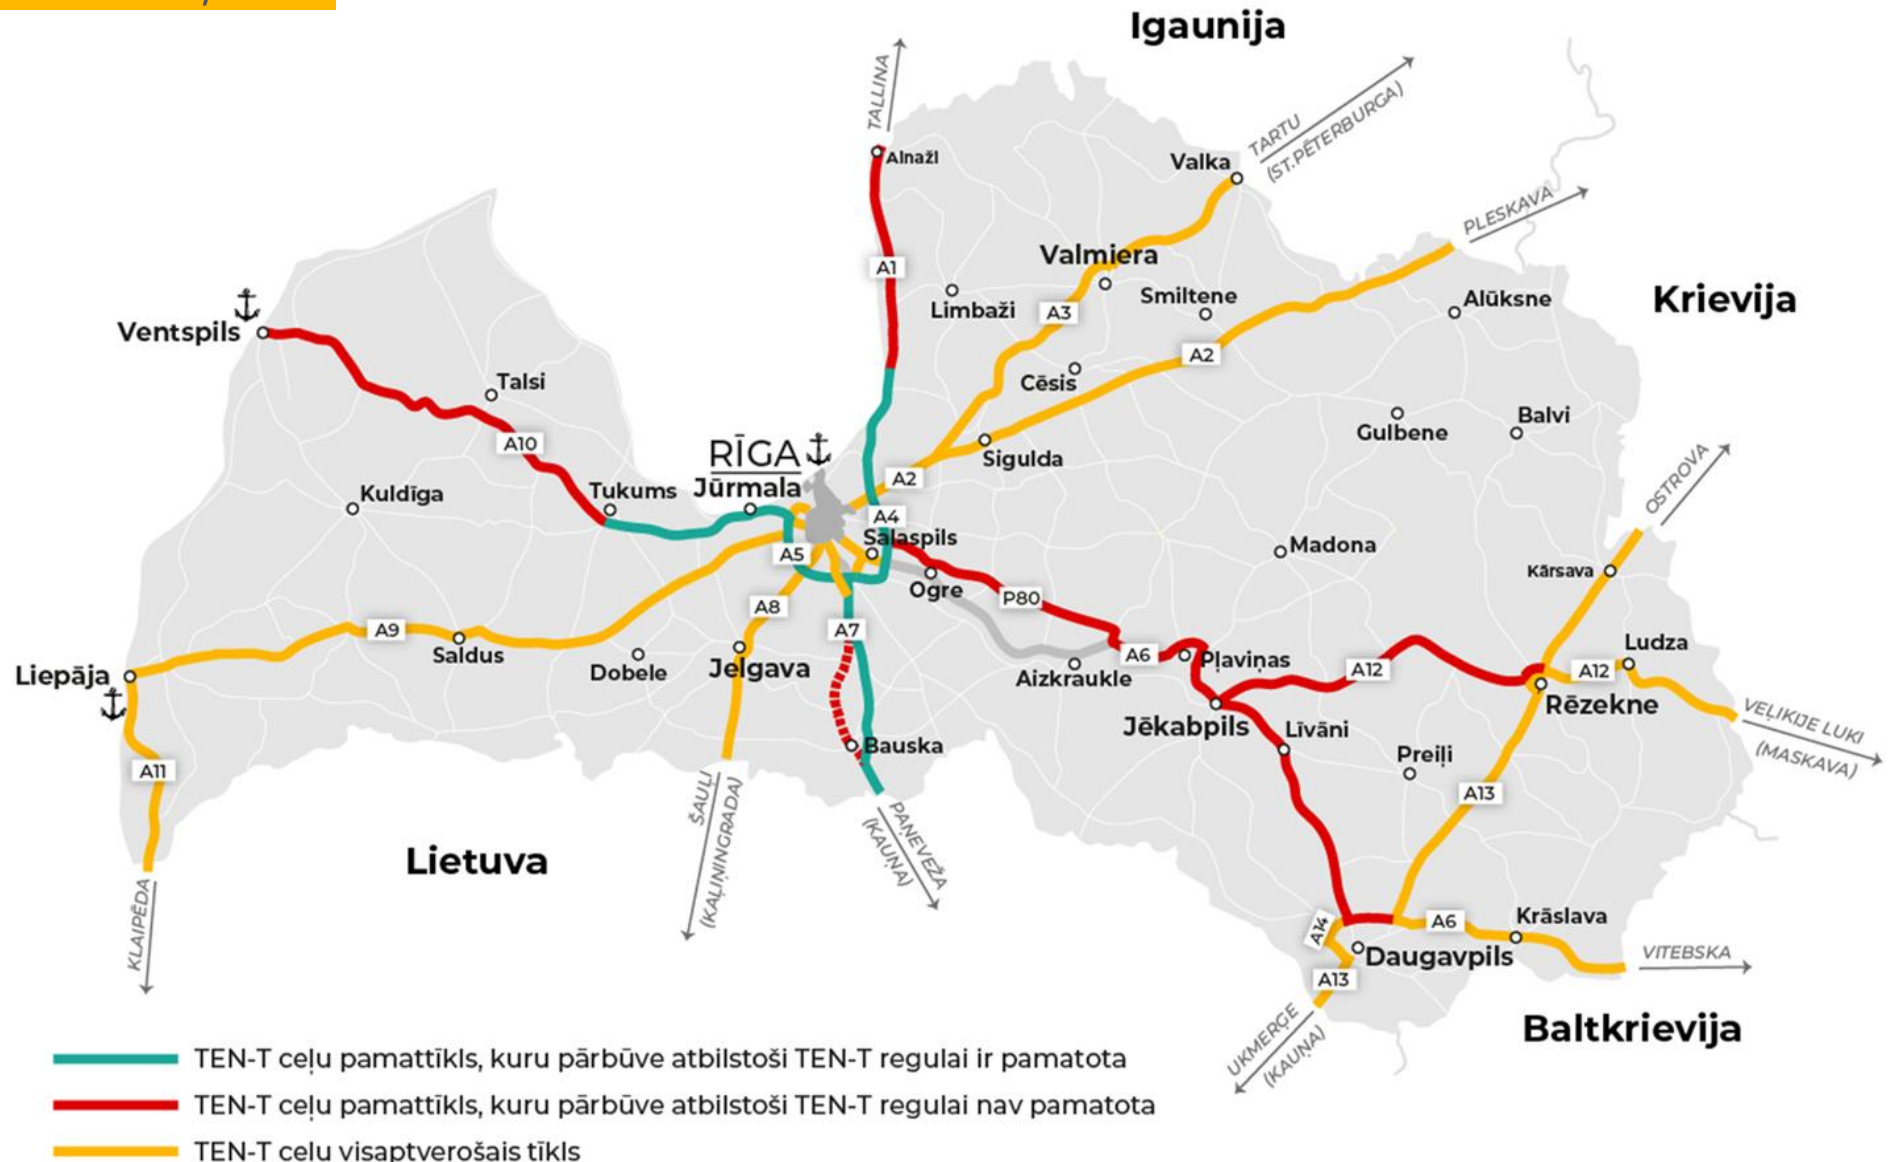 Igaunija
TALLINA
TARTU
(ST.PĒTERBURGA)
Ainaži
Valka
PLESKAVA
A1
Valmiera
Limbaži
A3
Smiltene
Alūksne
Krievija
Ventspils
A2
Cēsis
Talsi
Gulbene
Balvi
A10
RĪGA
Sigulda
OSTROVA
Kuldīga
Tukums
Jūrmala
A2
A4
Salaspils
A5
Madona
Kārsava
Ogre
P80
A8
A9
A7
Saldus
Dobele
Jelgava
Liepāja
Aizkraukle
A6
Pļaviņas
A12
A12
Ludza
Rēzekne
Jēkabpils
Līvāni
VEĻIKIJE LUKI
(MASKAVA)
Bauska
Preiļi
A11
A13
ŠAUĻI
(KAĻIŅINGRADA)
PAŅEVEŽA
(KAUŅA)
Lietuva
KLAIPĒDA
A14
A6
Krāslava
Daugavpils
VITEBSKA
A13
UKMERĢE
(KAUŅA)
Baltkrievija
TEN-T ceļu pamattīkls, kuru pārbūve atbilstoši TEN-T regulai ir pamatota
TEN-T ceļu pamattīkls, kuru pārbūve atbilstoši TEN-T regulai nav pamatota
TEN-T ceļu visaptverošais tīkls